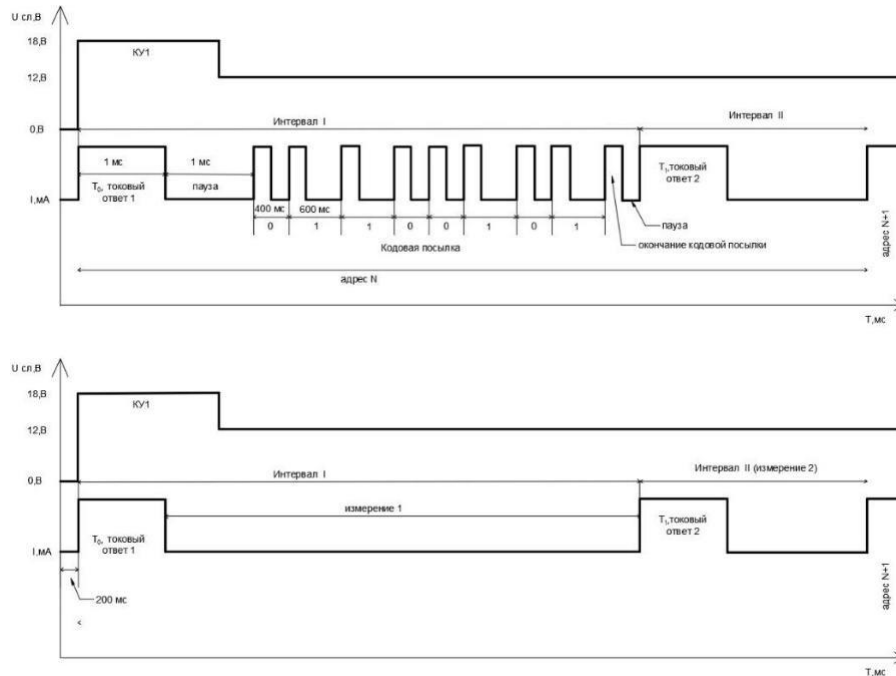 U сл,В
18,В
КУ1
12,В
Интервал I
Интервал II
0,В
1 мс
1 мс
T₀, токовый
ответ 1
пауза
T₁,токовый
ответ 2
I,мА
400 мс
600 мс
0
1
1
0
0
1
0
1
пауза
окончание кодовой посылки
Кодовая посылка
адрес N
адрес N+1
Т,мс
U сл,В
18,В
КУ1
12,В
Интервал I
Интервал II (измерение 2)
0,В
измерение 1
T₀, токовый
ответ 1
T₁,токовый
ответ 2
I,мА
200 мс
адрес N+1
Т,мс